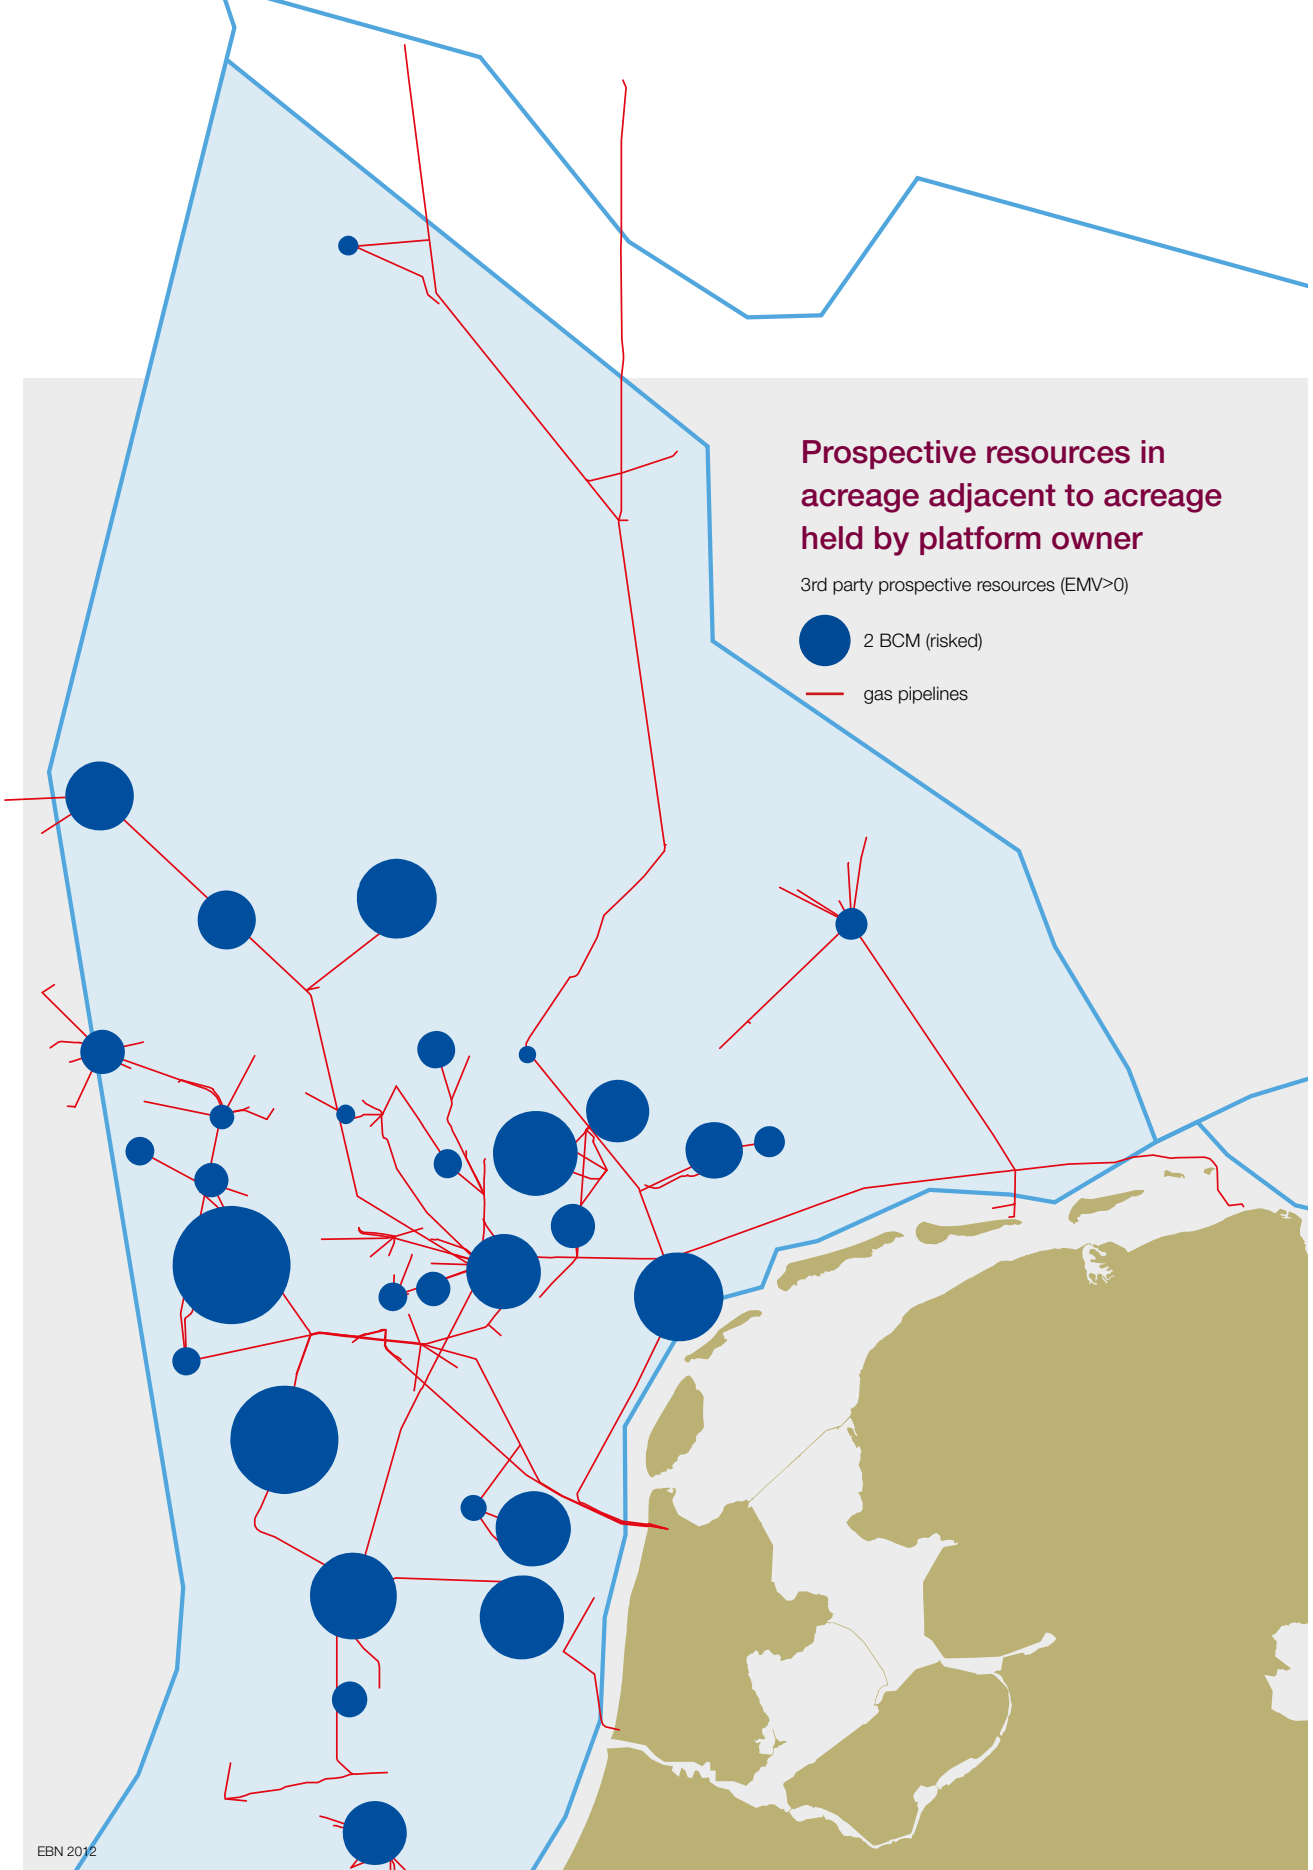 Prospective resources in
acreage adjacent to acreage
held by platform owner
3rd party prospective resources (EMV>0)
2 BCM (risked)
gas pipelines
EBN 2012